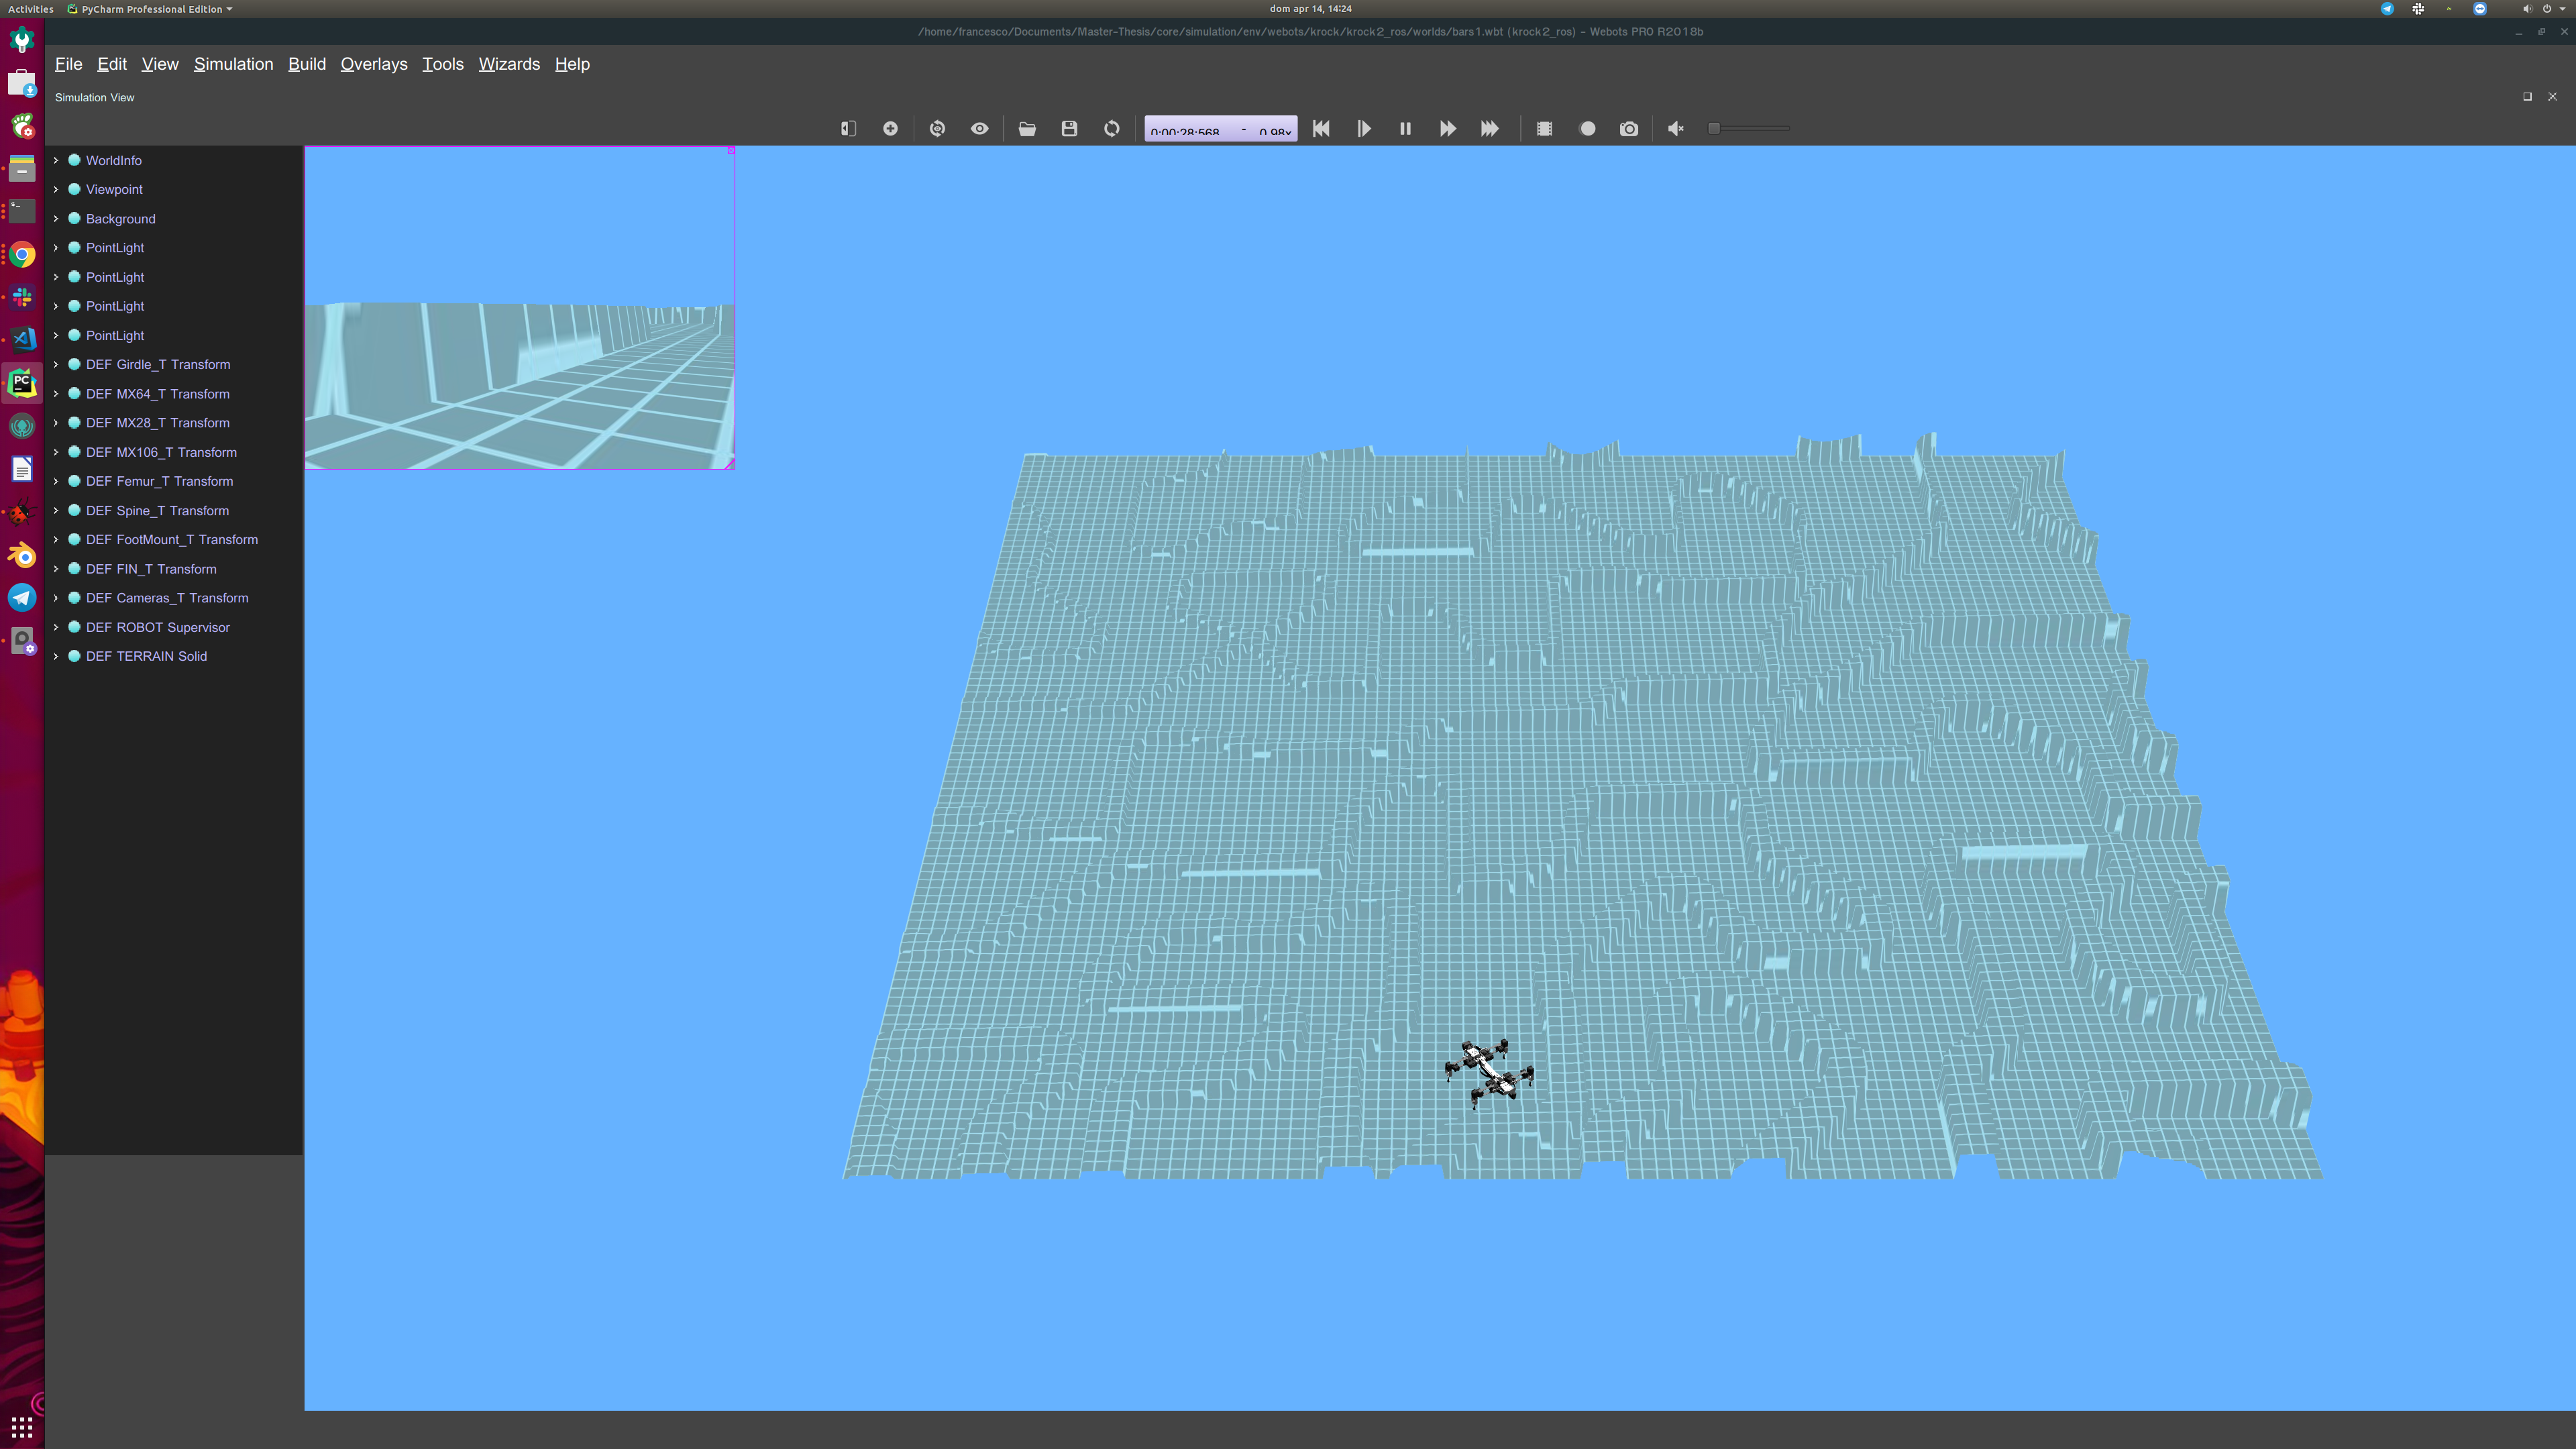 Activities PyCharm Professional Edition dom apr 14, 14:24
/home/francesco/Documents/Master-Thesis/core/simulation/env/webots/krock/krock2_ros/worlds/bars1.wbt (krock2_ros) - Webots PRO R2018b
File Edit View Simulation Build Overlays Tools Wizards Help
Simulation View
0:00:28:568 - 0.98x
WorldInfo
Viewpoint
Background
PointLight
PointLight
PointLight
PointLight
DEF Girdle_T Transform
DEF MX64_T Transform
DEF MX28_T Transform
DEF MX106_T Transform
DEF Femur_T Transform
DEF Spine_T Transform
DEF FootMount_T Transform
DEF FIN_T Transform
DEF Cameras_T Transform
DEF ROBOT Supervisor
DEF TERRAIN Solid
PC